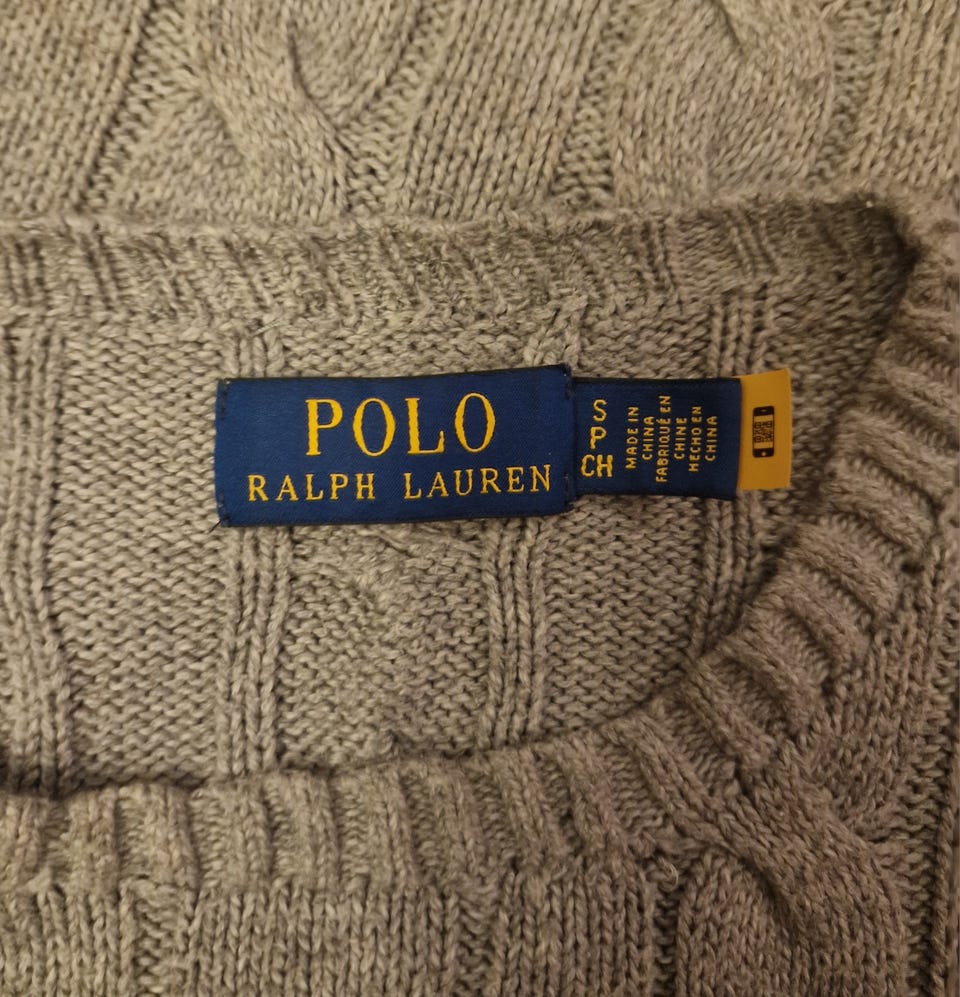 POLO
RALPH LAUREN
S
P
CH
MADE IN
CHINA
FABRIQUÉ EN
CHINE
HECHO EN
CHINA